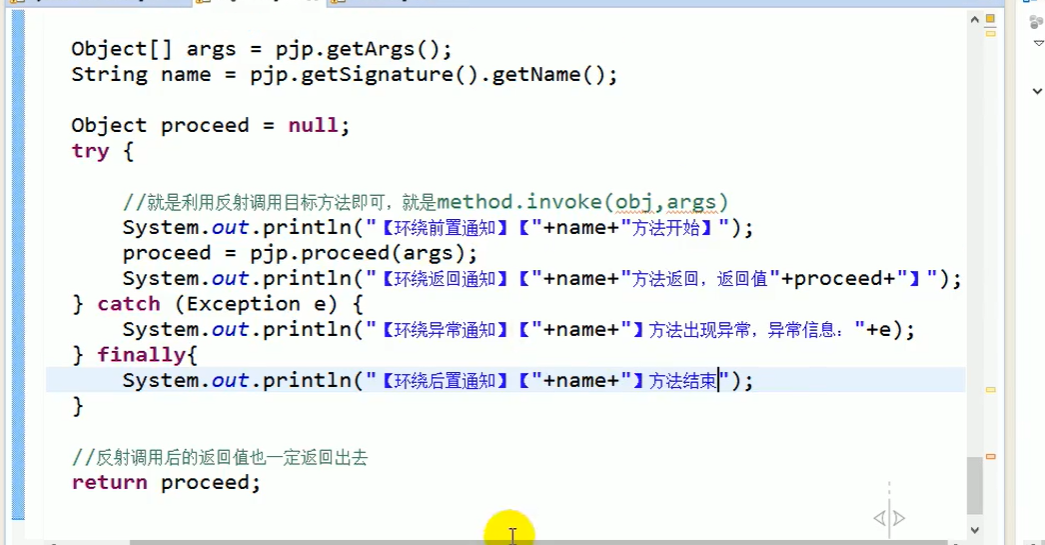 Object[] args = pjp.getArgs();
String name = pjp.getSignature().getName();
Object proceed = null;
try {
//就是利用反射调用目标方法即可，就是method.invoke(obj,args)
System.out.println("【环绕前置通知】【"+name+"方法开始】");
proceed = pjp.proceed(args);
System.out.println("【环绕返回通知】【"+name+"方法返回，返回值"+proceed+"】");
} catch (Exception e) {
System.out.println("【环绕异常通知】【"+name+"】方法出现异常，异常信息："+e);
} finally{
System.out.println("【环绕后置通知】【"+name+"】方法结束");
}
//反射调用后的返回值也一定返回出去
return proceed;